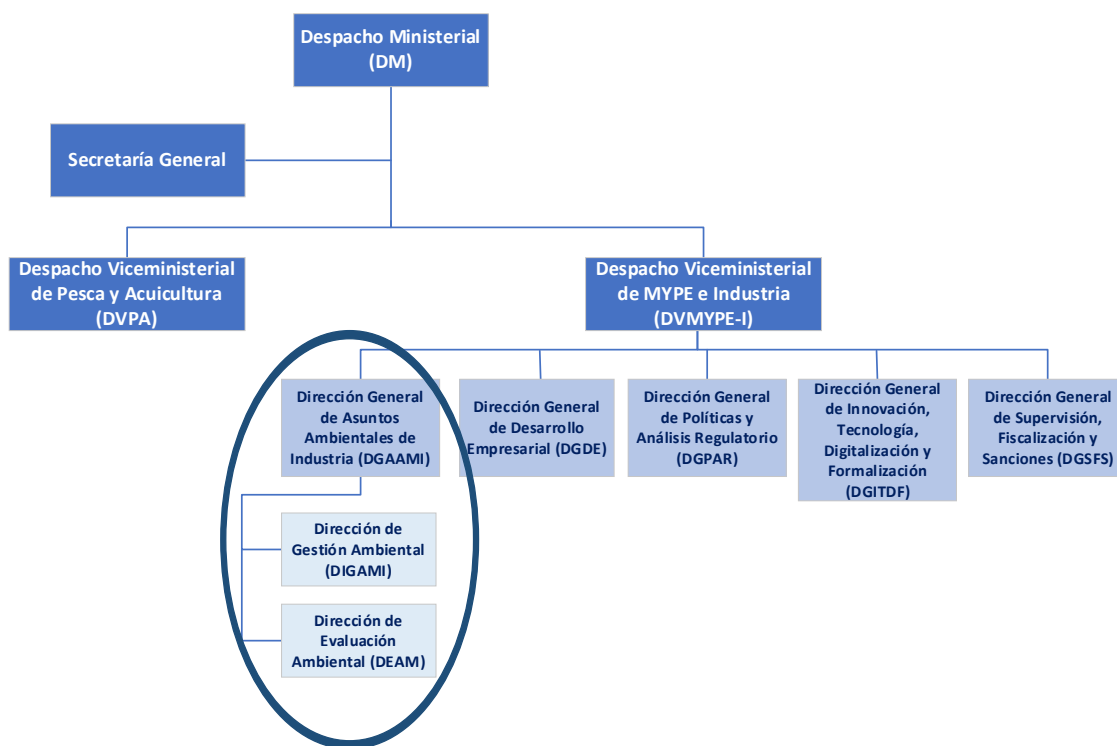 Despacho Ministerial
(DM)
Secretaría General
Despacho Viceministerial
de Pesca y Acuicultura
(DVPA)
Despacho Viceministerial
de MYPE e Industria
(DVMYPE-I)
Dirección General
de Asuntos
Ambientales de
Industria (DGAAMI)
Dirección General
de Desarrollo
Empresarial (DGDE)
Dirección General
de Políticas y
Análisis Regulatorio
(DGPAR)
Dirección General
de Innovación,
Tecnología,
Digitalización y
Formalización
(DGITDF)
Dirección General
de Supervisión,
Fiscalización y
Sanciones (DGSFS)
Dirección de
Gestión Ambiental
(DIGAMI)
Dirección de
Evaluación
Ambiental (DEAM)